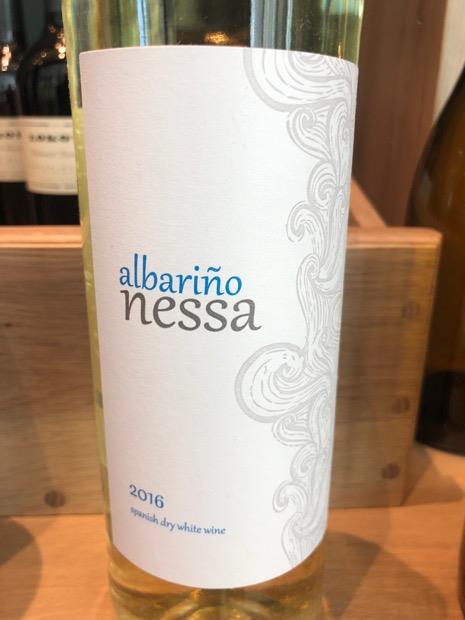 albariño
nessa
2016
spanish dry white wine